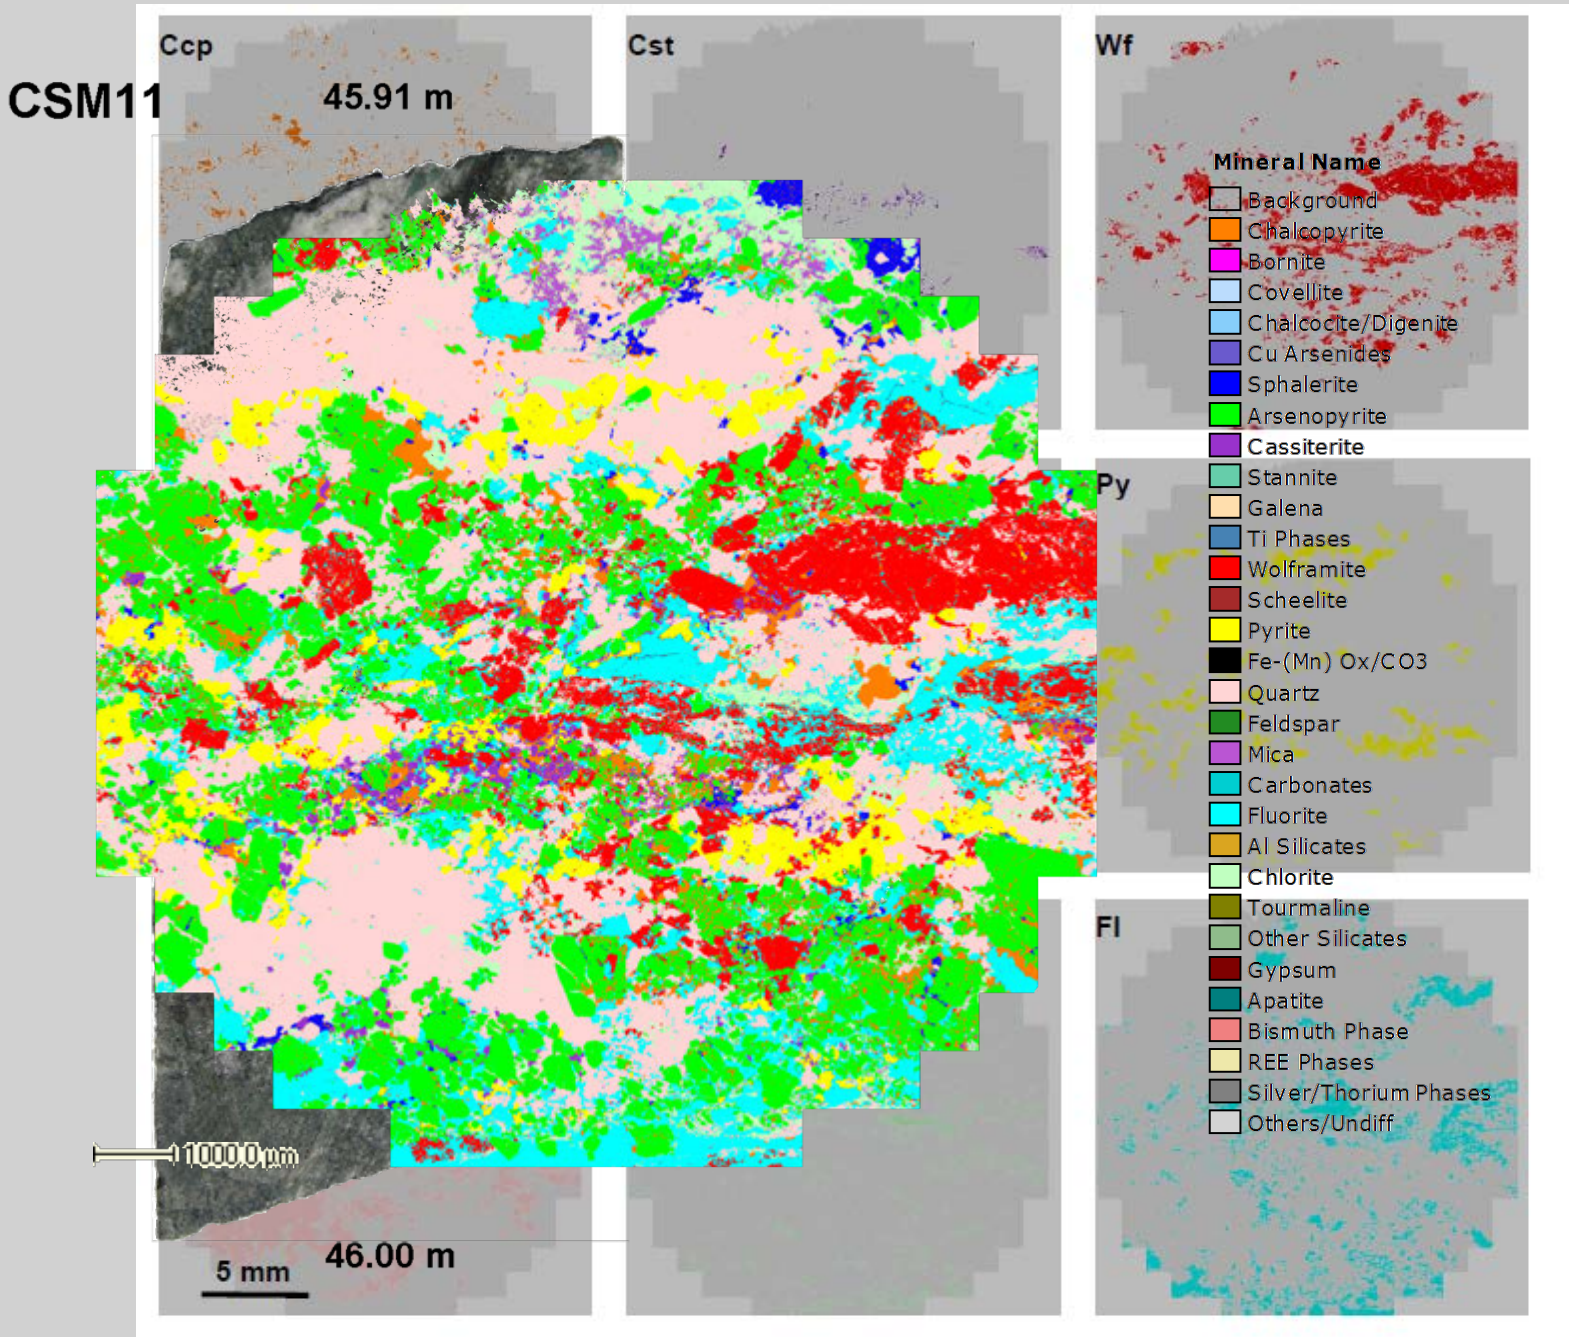 Ccp
Cst
Wf
CSM11
45.91 m
Mineral Name
Background
Chalcopyrite
Bornite
Covellite
Chalcocite/Digenite
Cu Arsenides
Sphalerite
Arsenopyrite
Cassiterite
Stannite
Py
Galena
Ti Phases
Wolframite
Scheelite
Pyrite
Fe-(Mn) Ox/CO3
Quartz
Feldspar
Mica
Carbonates
Fluorite
Al Silicates
Chlorite
Tourmaline
Fl
Other Silicates
Gypsum
Apatite
Bismuth Phase
REE Phases
Silver/Thorium Phases
Others/Undiff
1000.0 µm
46.00 m
5 mm